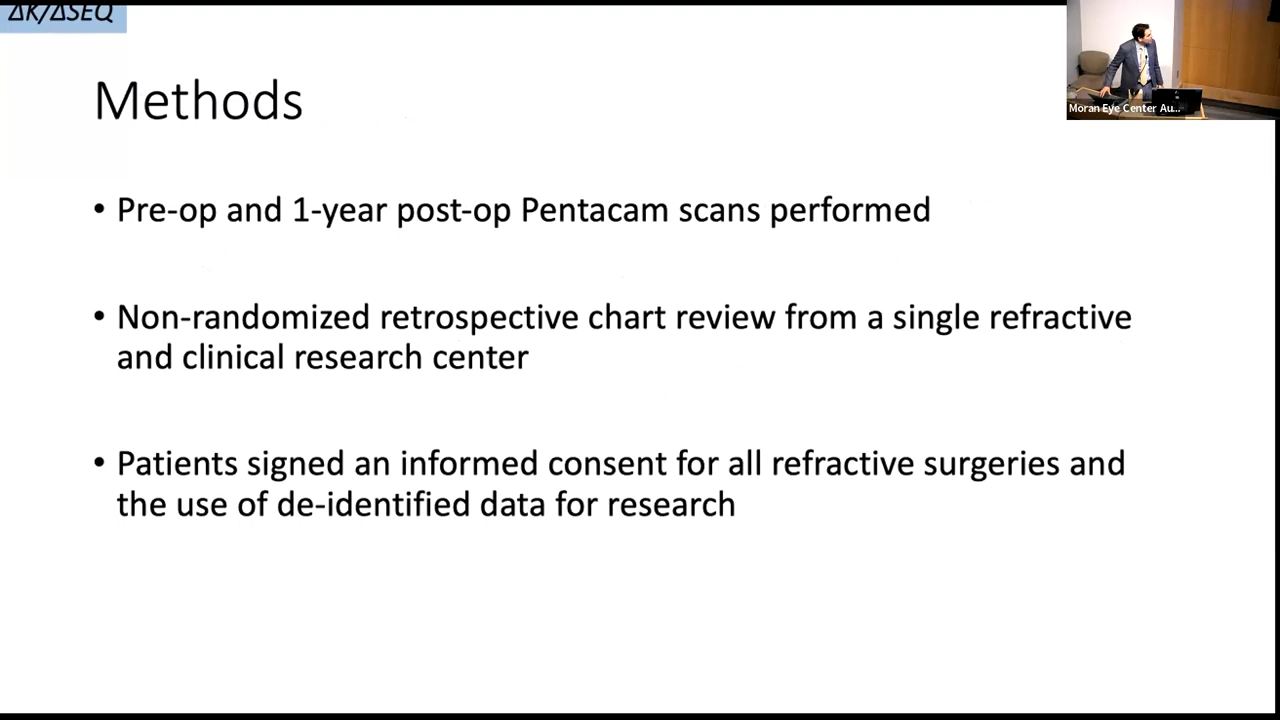 ΔK/ΔSEQ
Methods
Moran Eye Center Au...
• Pre-op and 1-year post-op Pentacam scans performed
• Non-randomized retrospective chart review from a single refractive
and clinical research center
• Patients signed an informed consent for all refractive surgeries and
the use of de-identified data for research